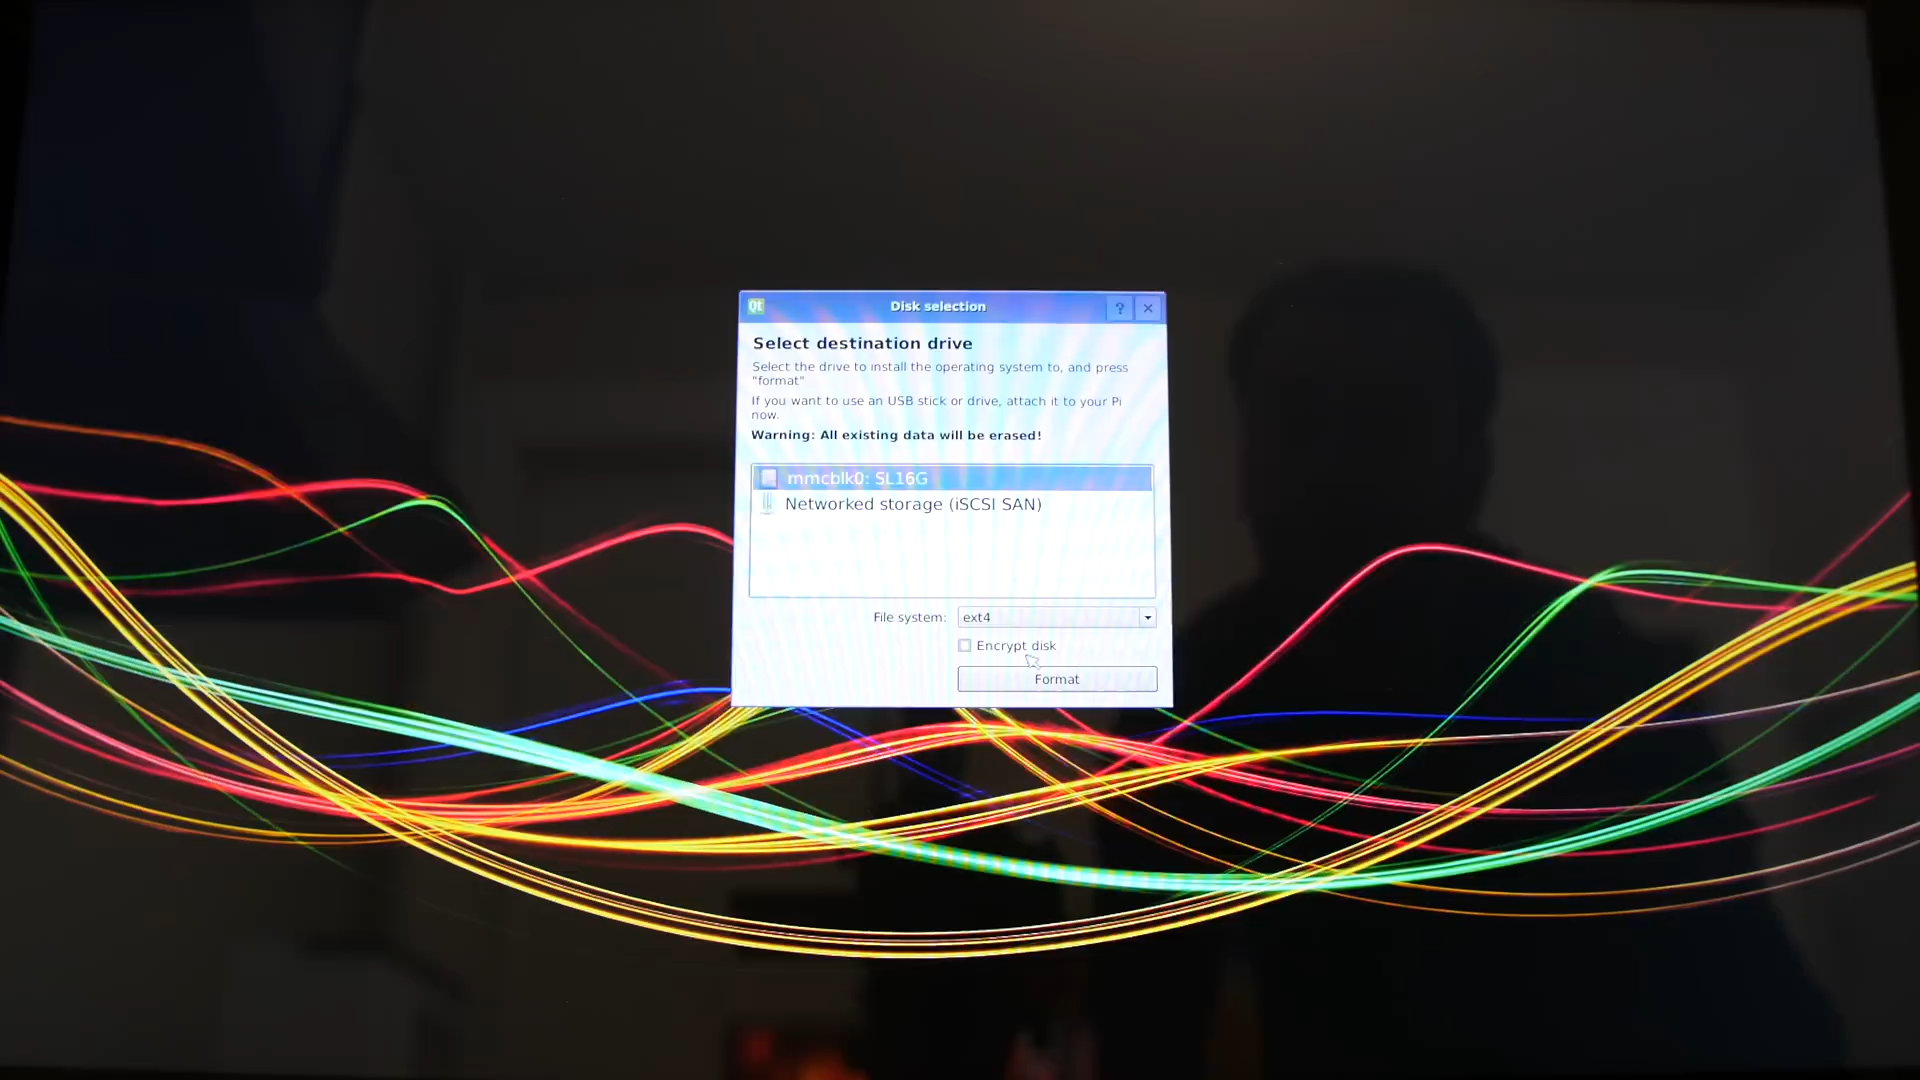 Qt
Disk selection
?
Select destination drive
Select the drive to install the operating system to, and press
"format"
If you want to use an USB stick or drive, attach it to your Pi
now.
Warning: All existing data will be erased!
mmcblk0: SL16G
Networked storage (iSCSI SAN)
File system: ext4
Encrypt disk
Format